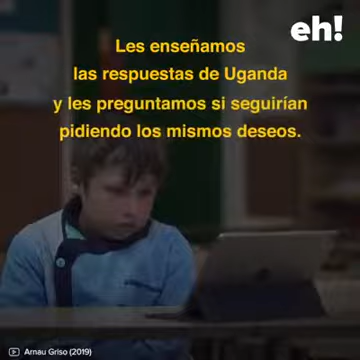 eh!
Les enseñamos
las respuestas de Uganda
y les preguntamos si seguirían
pidiendo los mismos deseos.
Arnau Griso (2019)